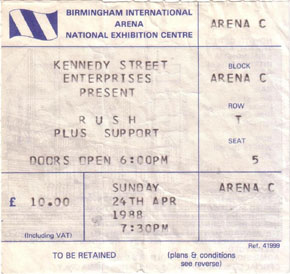 BIRMINGHAM INTERNATIONAL
ARENA
NATIONAL EXHIBITION CENTRE
ARENA C
KENNEDY STREET
ENTERPRISES
PRESENT
RUSH
PLUS SUPPORT
DOORS OPEN 6:00PM
BLOCK
ARENA C
ROW
T
SEAT
5
£ 10.00
(Including VAT)
SUNDAY
24TH APR
1988
7:30PM
ARENA C
Ref. 41999
TO BE RETAINED
(plans & conditions
see reverse)